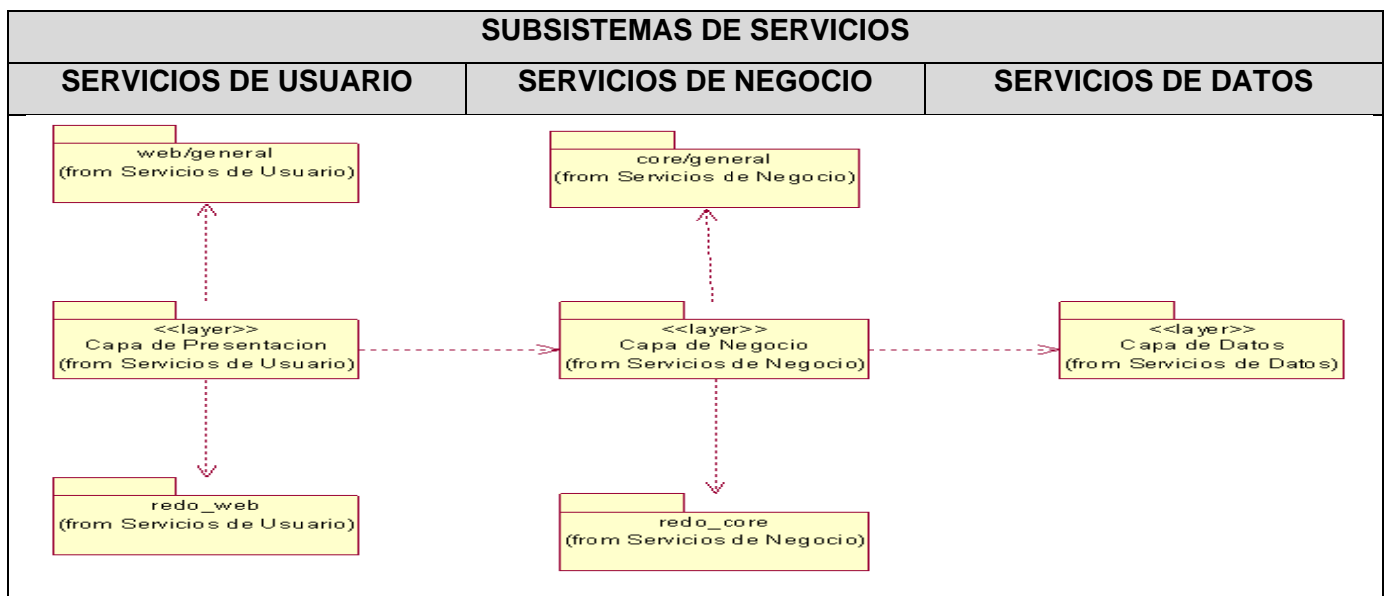 SUBSISTEMAS DE SERVICIOS
SERVICIOS DE USUARIO
SERVICIOS DE NEGOCIO
SERVICIOS DE DATOS
web/general
(from Servicios de Usuario)
core/general
(from Servicios de Negocio)
<<layer>>
Capa de Presentacion
(from Servicios de Usuario)
<<layer>>
Capa de Negocio
(from Servicios de Negocio)
<<layer>>
Capa de Datos
(from Servicios de Datos)
redo_web
(from Servicios de Usuario)
redo_core
(from Servicios de Negocio)